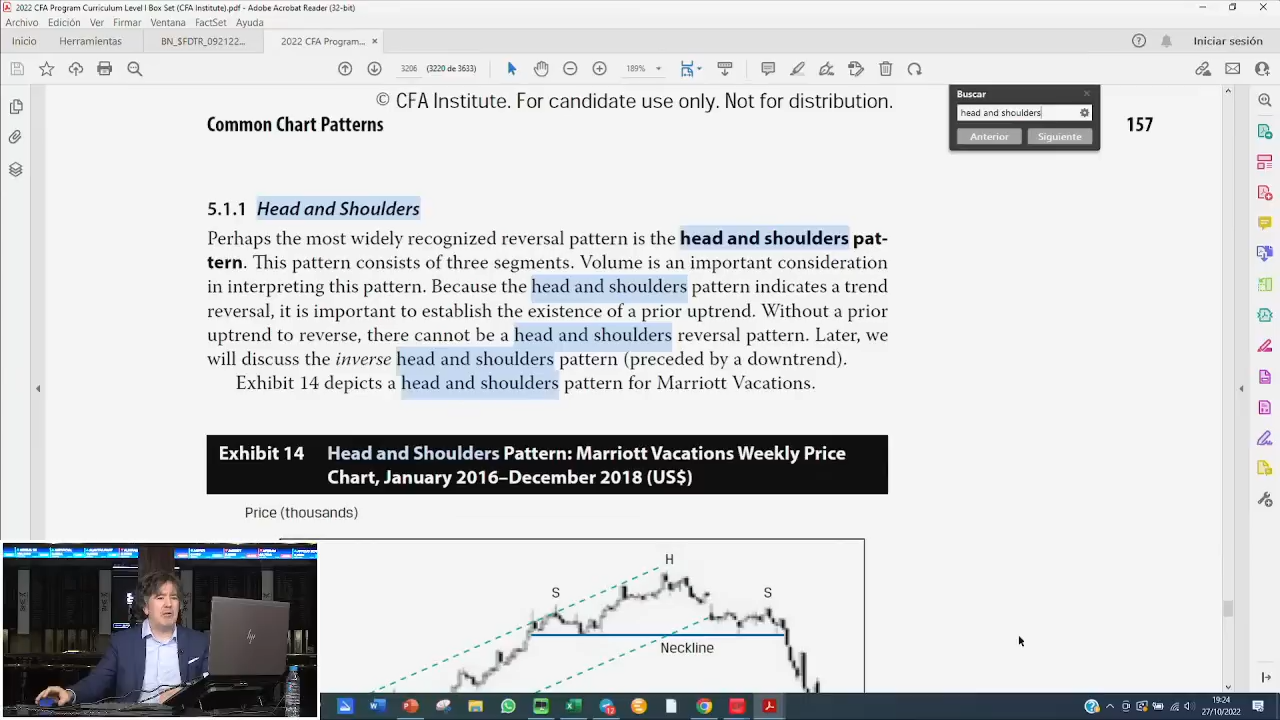 2022 CFA Program Curriculum Level I Box Set (CFA Institute).pdf - Adobe Acrobat Reader (32-bit)
Archivo Edición Ver Firmar Ventana FactSet Ayuda
Inicio Herramientas BN_$FDTR_092122... 2022 CFA Program... × Iniciar sesión
3206 (3220 de 3633) 189%
© CFA Institute. For candidate use only. Not for distribution.
Buscar
head and shoulders
Anterior Siguiente
Common Chart Patterns 157
5.1.1 Head and Shoulders
Perhaps the most widely recognized reversal pattern is the head and shoulders pat-
tern. This pattern consists of three segments. Volume is an important consideration
in interpreting this pattern. Because the head and shoulders pattern indicates a trend
reversal, it is important to establish the existence of a prior uptrend. Without a prior
uptrend to reverse, there cannot be a head and shoulders reversal pattern. Later, we
will discuss the inverse head and shoulders pattern (preceded by a downtrend).
Exhibit 14 depicts a head and shoulders pattern for Marriott Vacations.
Exhibit 14 Head and Shoulders Pattern: Marriott Vacations Weekly Price
Chart, January 2016–December 2018 (US$)
Price (thousands)
H
S S
Neckline
hp
19:24
27/10/2022